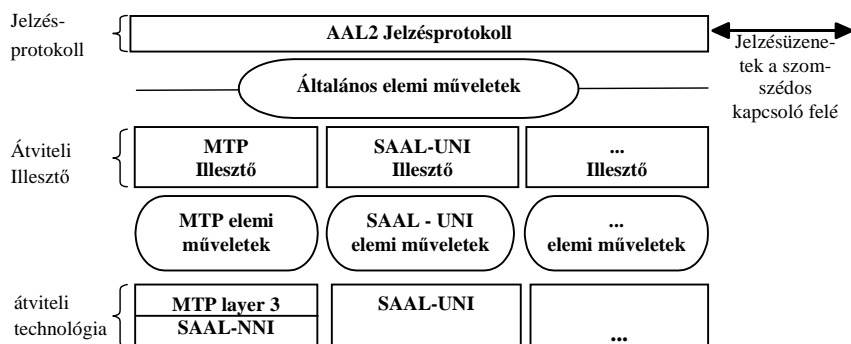 Jelzés-
protokoll
AAL2 Jelzésprotokoll
Jelzésüzene-
tek a szom-
szédos
kapcsoló felé
Általános elemi műveletek
Átviteli
Illesztő
MTP
Illesztő
SAAL-UNI
Illesztő
...
Illesztő
MTP elemi
műveletek
SAAL - UNI
elemi műveletek
...
elemi műveletek
átviteli
technológia
MTP layer 3
SAAL-NNI
SAAL-UNI
...